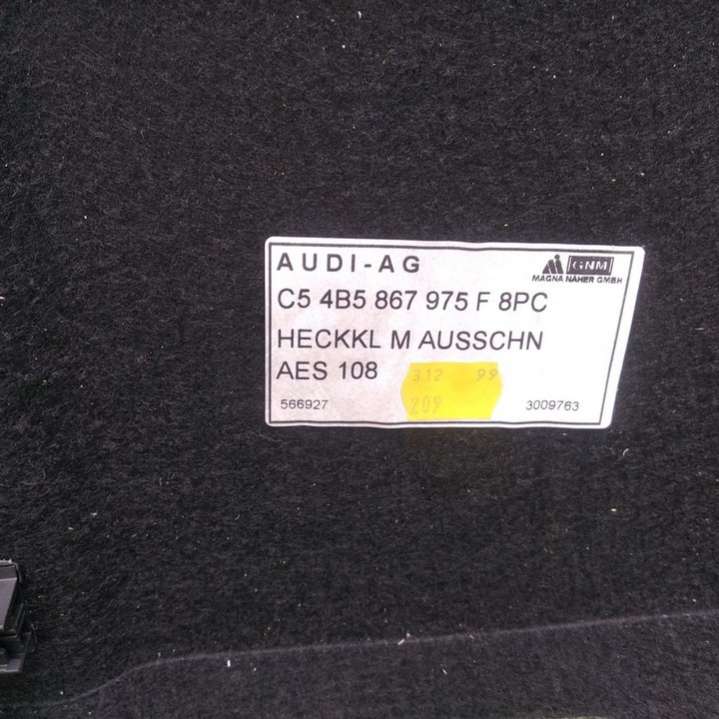 AUDI-AG
GNM
MAGNA NÄHER GMBH
C5 4B5 867 975 F 8PC
HECKKL M AUSSCHN
AES 108
312 99
209
566927
3009763